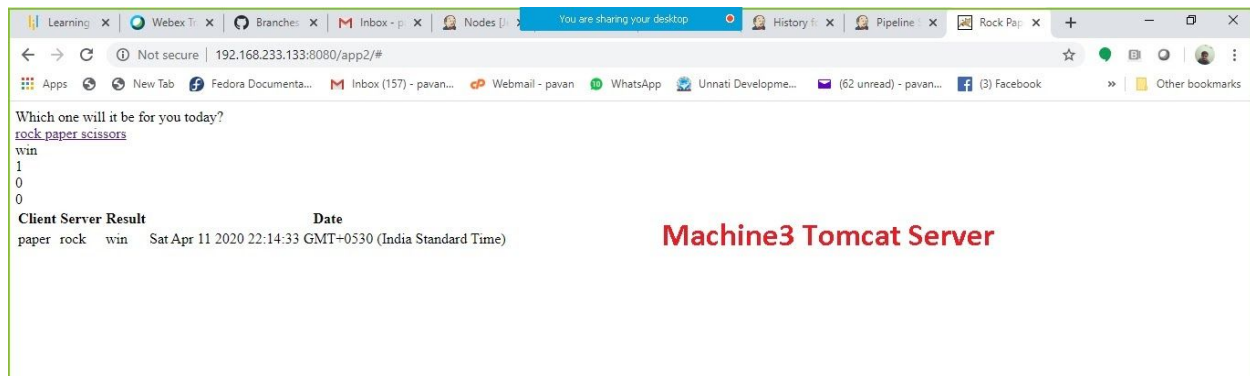 Learning
Webex Tr
Branches
Inbox - p
Nodes [J
You are sharing your desktop
History fo
Pipeline
Rock Pap
Not secure | 192.168.233.133:8080/app2/#
Apps
New Tab
Fedora Documenta...
Inbox (157) - pavan...
Webmail - pavan
WhatsApp
Unnati Developme...
(62 unread) - pavan...
(3) Facebook
»
Other bookmarks
Which one will it be for you today?
rock paper scissors
win
1
0
0
Client Server Result Date
paper rock win Sat Apr 11 2020 22:14:33 GMT+0530 (India Standard Time)
Machine3 Tomcat Server